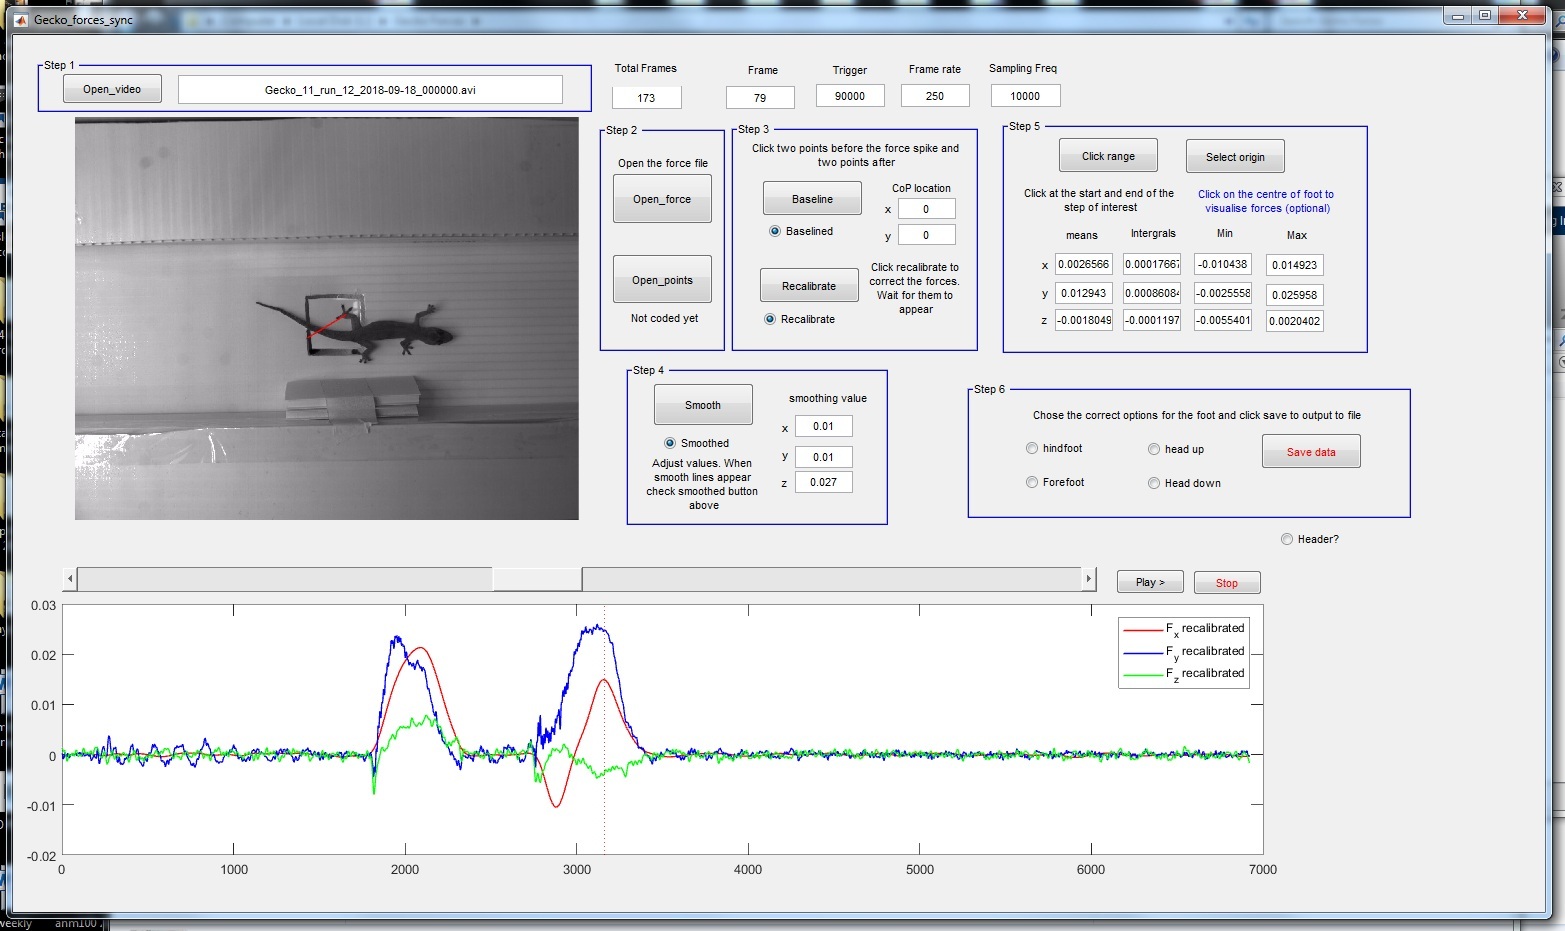 Gecko_forces_sync
Step 1
Open_video
Gecko_11_run_12_2018-09-18_000000.avi
Total Frames
173
Frame
79
Trigger
90000
Frame rate
250
Sampling Freq
10000
Step 2
Open the force file
Open_force
Open_points
Not coded yet
Step 3
Click two points before the force spike and
two points after
Baseline
Baselined
CoP location
x 0
y 0
Recalibrate
Recalibrate
Click recalibrate to
correct the forces.
Wait for them to
appear
Step 4
Smooth
Smoothed
Adjust values. When
smooth lines appear
check smoothed button
above
smoothing value
x 0.01
y 0.01
z 0.027
Step 5
Click range
Select origin
Click at the start and end of the
step of interest
Click on the centre of foot to
visualise forces (optional)
means Intergrals Min Max
x 0.0026566 0.00017667 -0.010438 0.014923
y 0.012943 0.00086084 -0.0025558 0.025958
z -0.0018049 -0.0001197 -0.0055401 0.0020402
Step 6
Chose the correct options for the foot and click save to output to file
hindfoot
head up
Save data
Forefoot
Head down
Header?
Play >
Stop
0.03
0.02
0.01
0
-0.01
-0.02
0 1000 2000 3000 4000 5000 6000 7000
Fx recalibrated
Fy recalibrated
Fz recalibrated
weekly
anm100